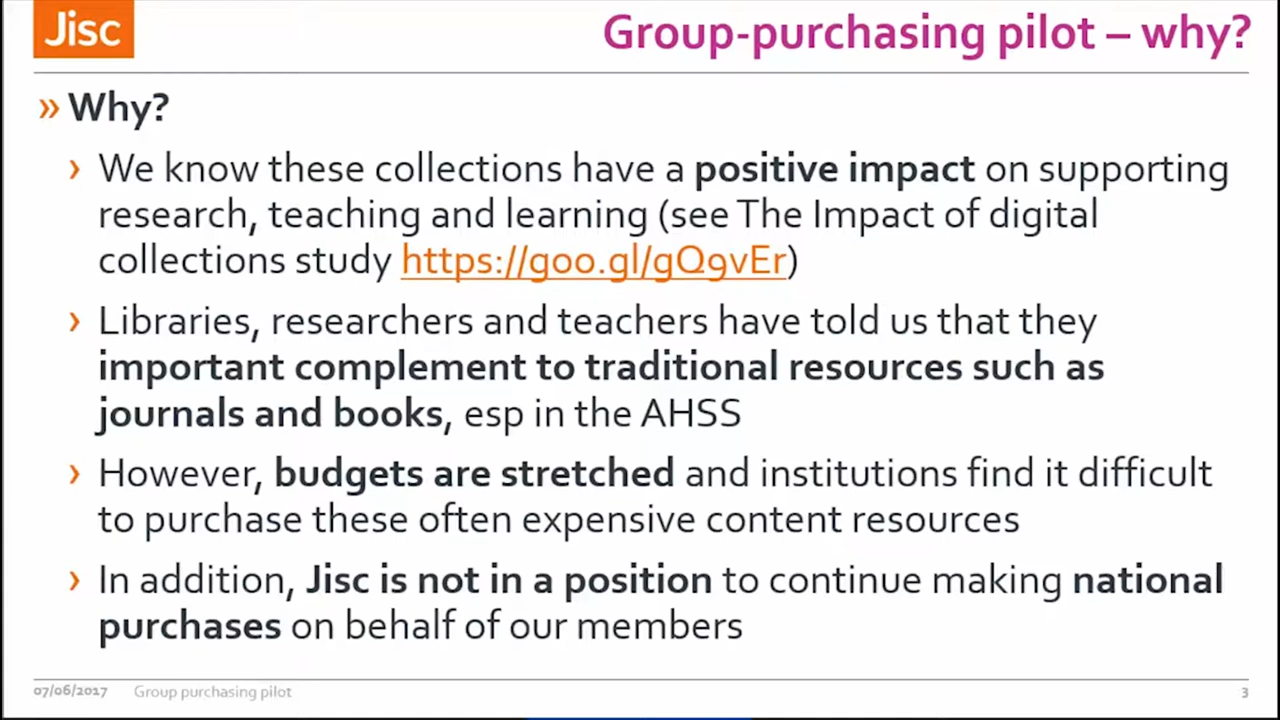 Jisc
Group-purchasing pilot – why?
» Why?
› We know these collections have a positive impact on supporting
research, teaching and learning (see The Impact of digital
collections study https://goo.gl/gQ9vEr)
› Libraries, researchers and teachers have told us that they
important complement to traditional resources such as
journals and books, esp in the AHSS
› However, budgets are stretched and institutions find it difficult
to purchase these often expensive content resources
› In addition, Jisc is not in a position to continue making national
purchases on behalf of our members
07/06/2017 Group purchasing pilot 3